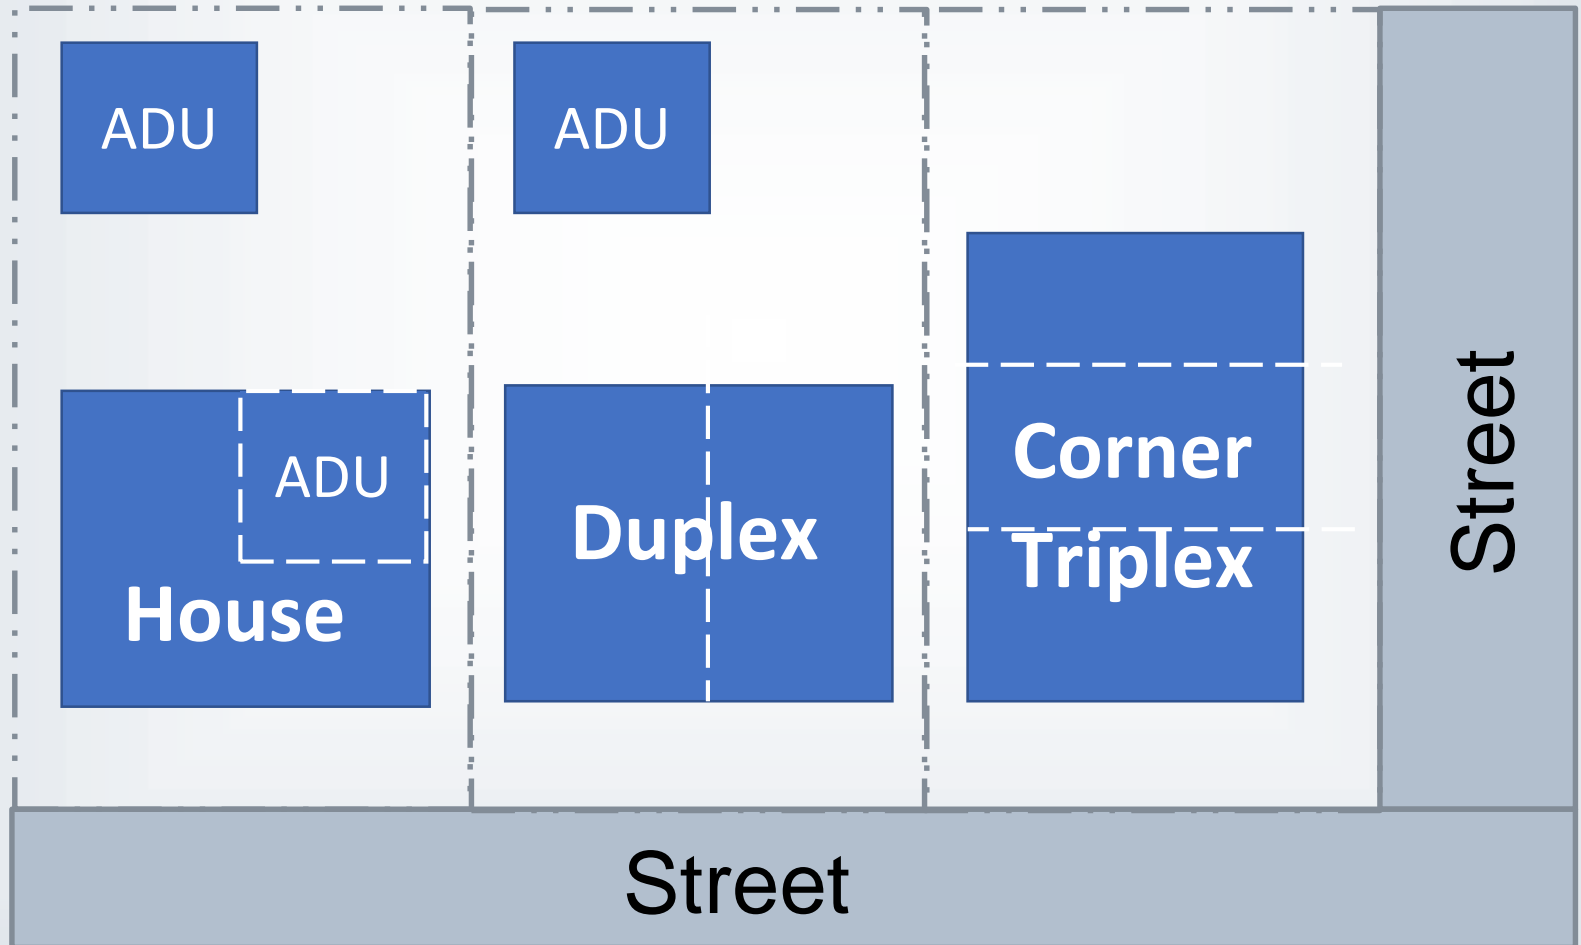 ADU
ADU
ADU
House
Duplex
Corner
Triplex
Street
Street